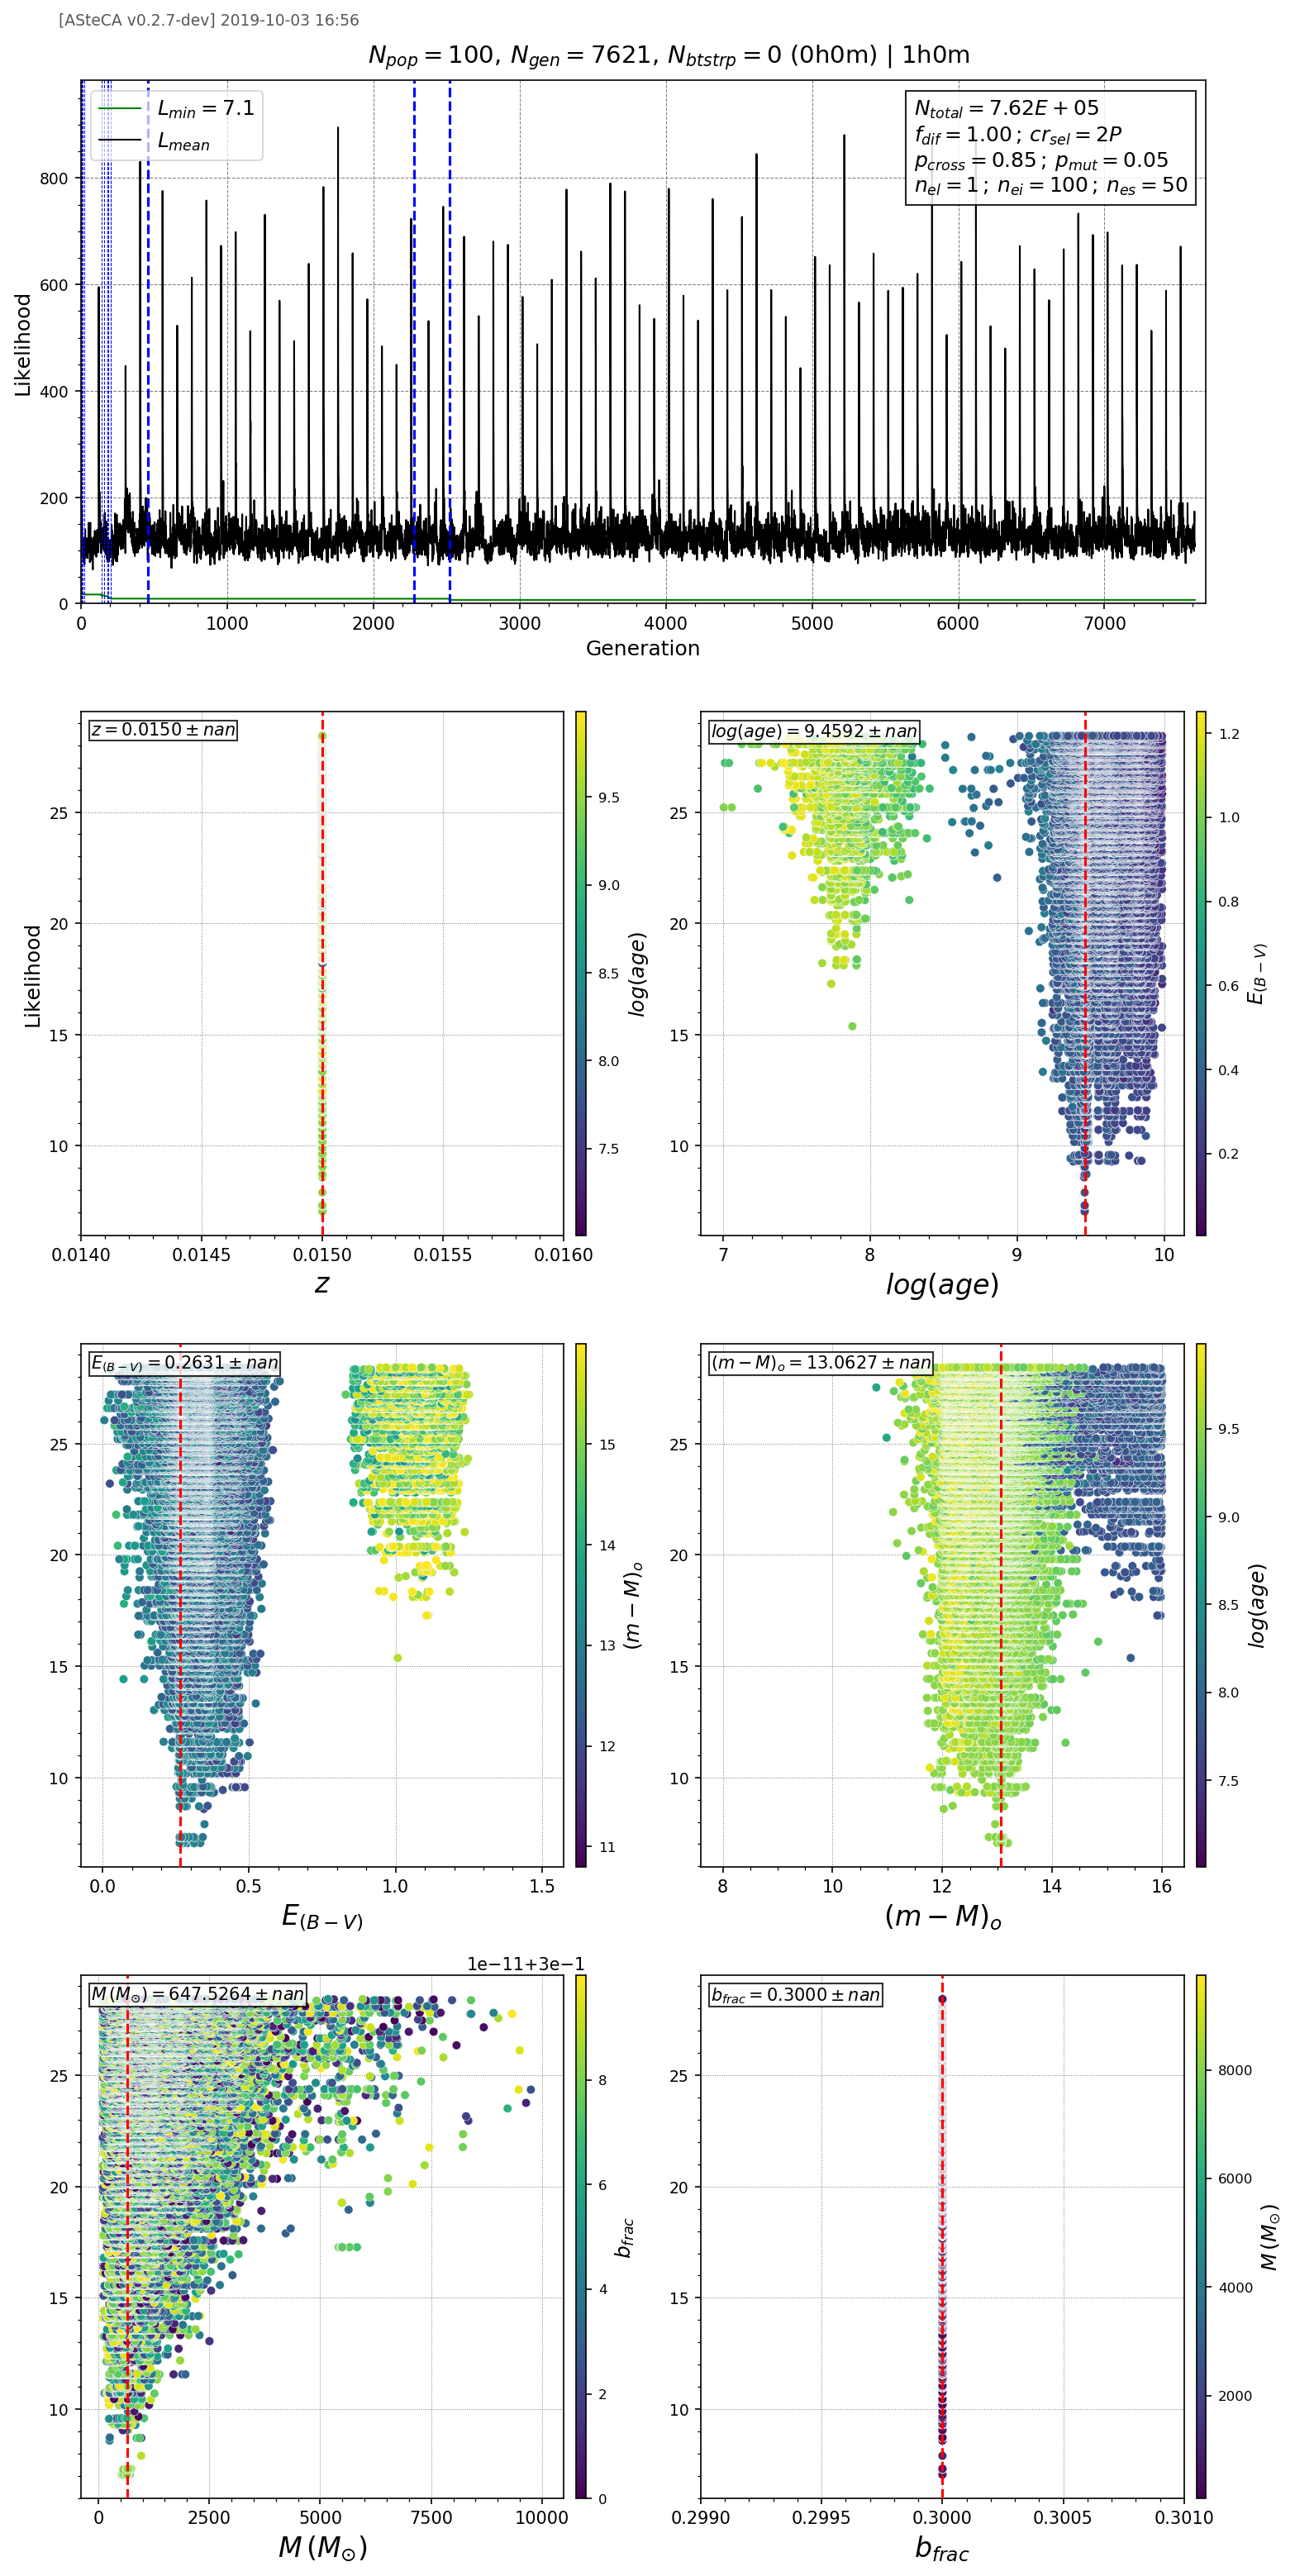 [ASteCA v0.2.7-dev] 2019-10-03 16:56
N_pop = 100, N_gen = 7621, N_btstrp = 0 (0h0m) | 1h0m
L_min = 7.1
L_mean
N_total = 7.62E + 05
f_dif = 1.00 ; cr_sel = 2P
p_cross = 0.85 ; p_mut = 0.05
n_el = 1 ; n_ei = 100 ; n_es = 50
Likelihood
800
600
400
200
0
0 1000 2000 3000 4000 5000 6000 7000
Generation
z = 0.0150 ± nan
Likelihood
25
20
15
10
0.0140 0.0145 0.0150 0.0155 0.0160
z
9.5
9.0
8.5
8.0
7.5
log(age)
log(age) = 9.4592 ± nan
25
20
15
10
7 8 9 10
log(age)
1.2
1.0
0.8
0.6
0.4
0.2
E_(B−V)
E_(B−V) = 0.2631 ± nan
25
20
15
10
0.0 0.5 1.0 1.5
E_(B−V)
15
14
13
12
11
(m − M)_o
(m − M)_o = 13.0627 ± nan
25
20
15
10
8 10 12 14 16
(m − M)_o
9.5
9.0
8.5
8.0
7.5
log(age)
1e−11+3e−1
M (M_⊙) = 647.5264 ± nan
25
20
15
10
0 2500 5000 7500 10000
M (M_⊙)
8
6
4
2
0
b_frac
b_frac = 0.3000 ± nan
25
20
15
10
0.2990 0.2995 0.3000 0.3005 0.3010
b_frac
8000
6000
4000
2000
M (M_⊙)